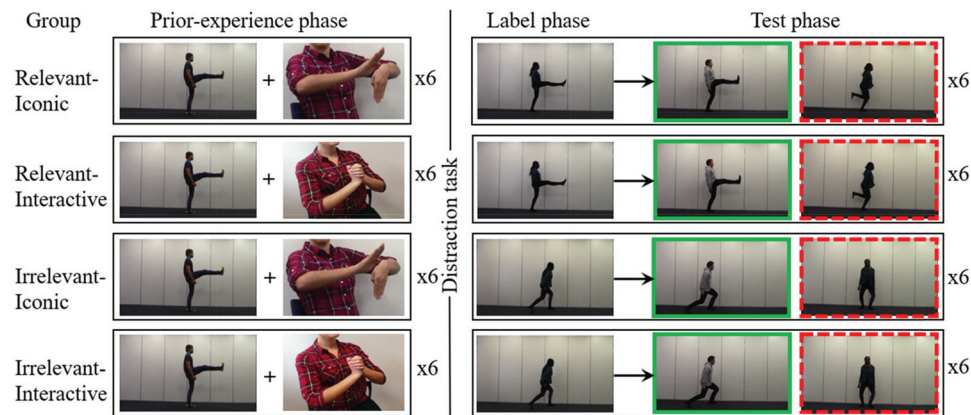 Group Prior-experience phase Label phase Test phase
Relevant-
Iconic
+
x6
x6
Relevant-
Interactive
+
x6
x6
Distraction task
Irrelevant-
Iconic
+
x6
x6
Irrelevant-
Interactive
+
x6
x6